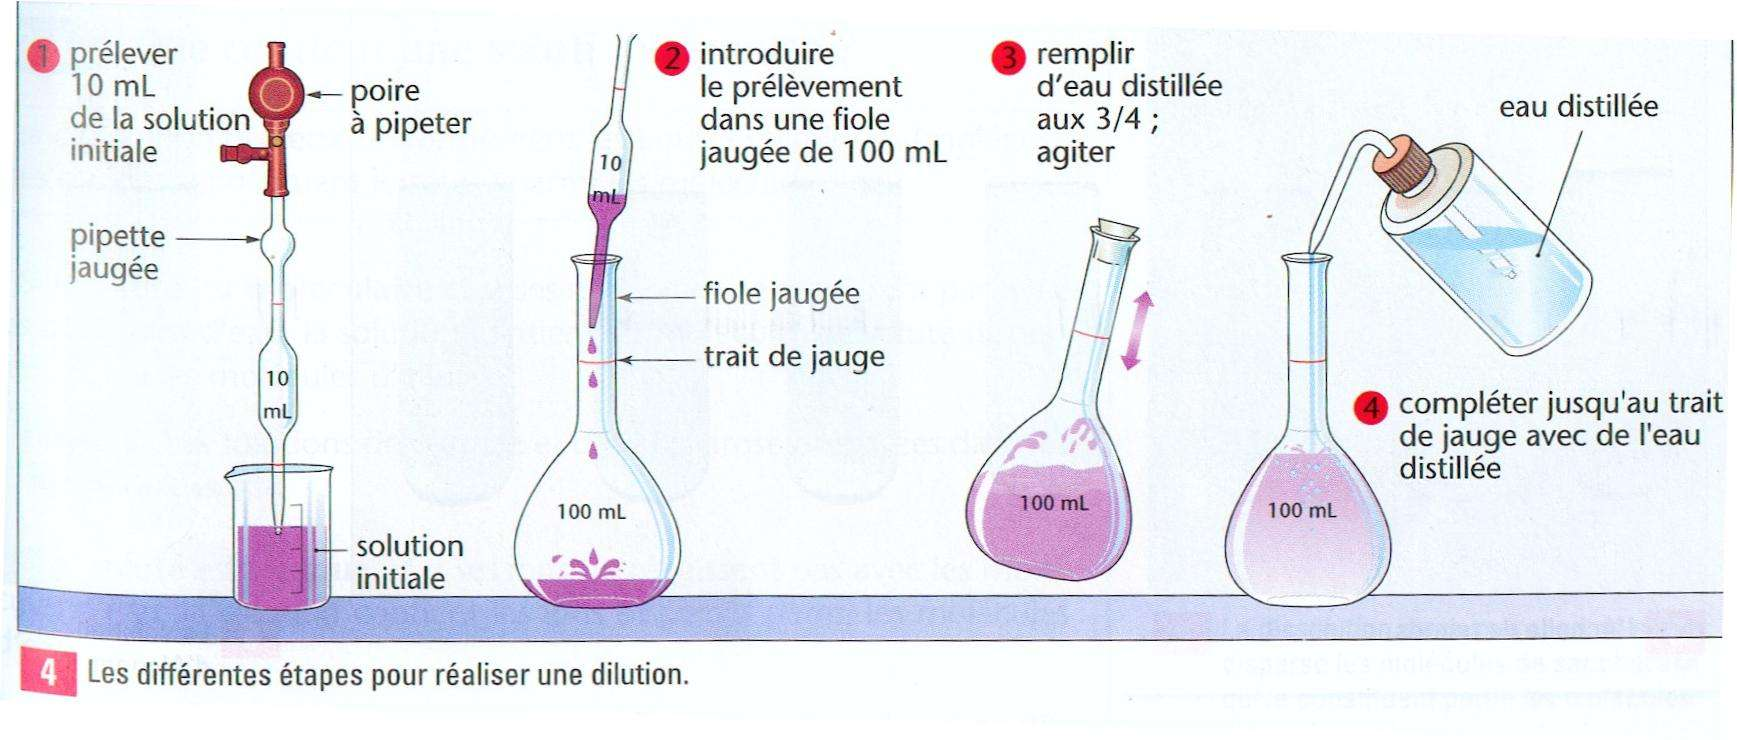 1 prélever
10 mL
de la solution
initiale
poire
à pipeter
pipette
jaugée
10
mL
solution
initiale
2 introduire
le prélèvement
dans une fiole
jaugée de 100 mL
10
mL
fiole jaugée
trait de jauge
100 mL
3 remplir
d'eau distillée
aux 3/4 ;
agiter
100 mL
eau distillée
4 compléter jusqu'au trait
de jauge avec de l'eau
distillée
100 mL
4 Les différentes étapes pour réaliser une dilution.